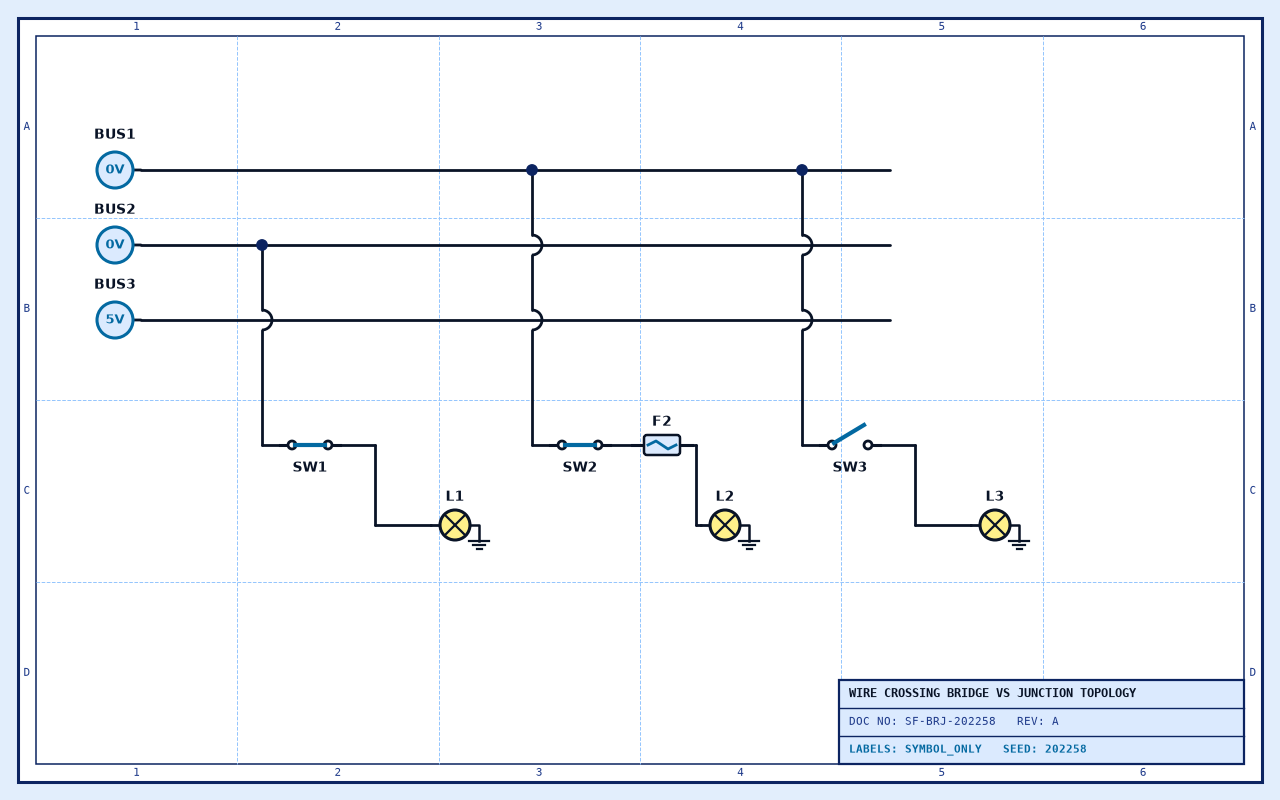 1 2 3 4 5 6
A A
BUS1
0V
BUS2
0V
BUS3
B B
5V
F2
SW1 SW2 SW3
C C
L1 L2 L3
D D
WIRE CROSSING BRIDGE VS JUNCTION TOPOLOGY
DOC NO: SF-BRJ-202258 REV: A
LABELS: SYMBOL_ONLY SEED: 202258
1 2 3 4 5 6